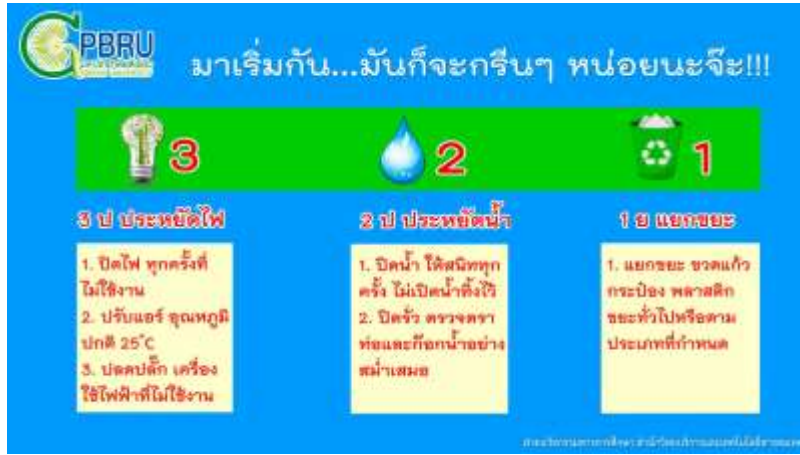 PBRU
มาเริ่มกัน...มันก็จะกรีนๆ หน่อยนะจ๊ะ!!!
3
2
1
3 ป ประหยัดไฟ
1. ปิดไฟ ทุกครั้งที่
ไม่ใช้งาน
2. ปรับแอร์ อุณหภูมิ
ปกติ 25°C
3. ปลดปลั๊ก เครื่อง
ใช้ไฟฟ้าที่ไม่ใช้งาน
2 ป ประหยัดน้ำ
1. ปิดน้ำ ให้สนิททุก
ครั้ง ไม่เปิดน้ำทิ้งไว้
2. ปิดรั่ว ตรวจตรา
ท่อและก๊อกน้ำอย่าง
สม่ำเสมอ
1 ย แยกขยะ
1. แยกขยะ ขวดแก้ว
กระป๋อง พลาสติก
ขยะทั่วไปหรือตาม
ประเภทที่กำหนด